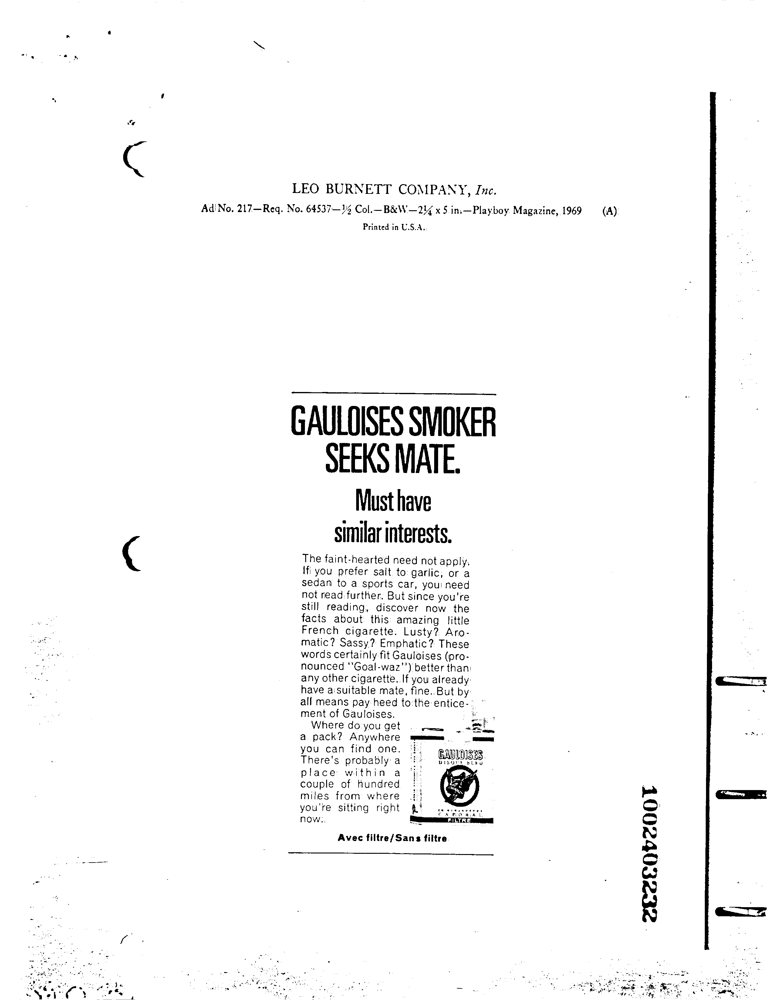 LEO BURNETT COMPANY, Inc.
Ad No. 217—Req. No. 64537—½ Col.—B&W—2¼ x 5 in.—Playboy Magazine, 1969 (A)
Printed in U.S.A.
GAULOISES SMOKER
SEEKS MATE.
Must have
similar interests.
The faint-hearted need not apply.
If you prefer salt to garlic, or a
sedan to a sports car, you need
not read further. But since you're
still reading, discover now the
facts about this amazing little
French cigarette. Lusty? Aro-
matic? Sassy? Emphatic? These
words certainly fit Gauloises (pro-
nounced "Goal-waz") better than
any other cigarette. If you already
have a suitable mate, fine. But by
all means pay heed to the entice-
ment of Gauloises.
Where do you get
a pack? Anywhere
you can find one.
There's probably a
place within a
couple of hundred
miles from where
you're sitting right
now.
GAULOISES
DISQUE BLEU
CAPORAL
FILTRE
Avec filtre/Sans filtre
1002403232